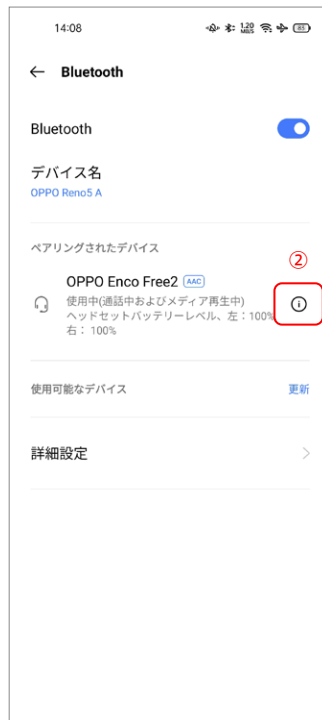 14:08 1.20 MB/S 85
← Bluetooth
Bluetooth
デバイス名
OPPO Reno5 A
ペアリングされたデバイス
②
OPPO Enco Free2 AAC
使用中(通話中およびメディア再生中)
ヘッドセットバッテリーレベル、左：100%
右： 100%
使用可能なデバイス 更新
詳細設定